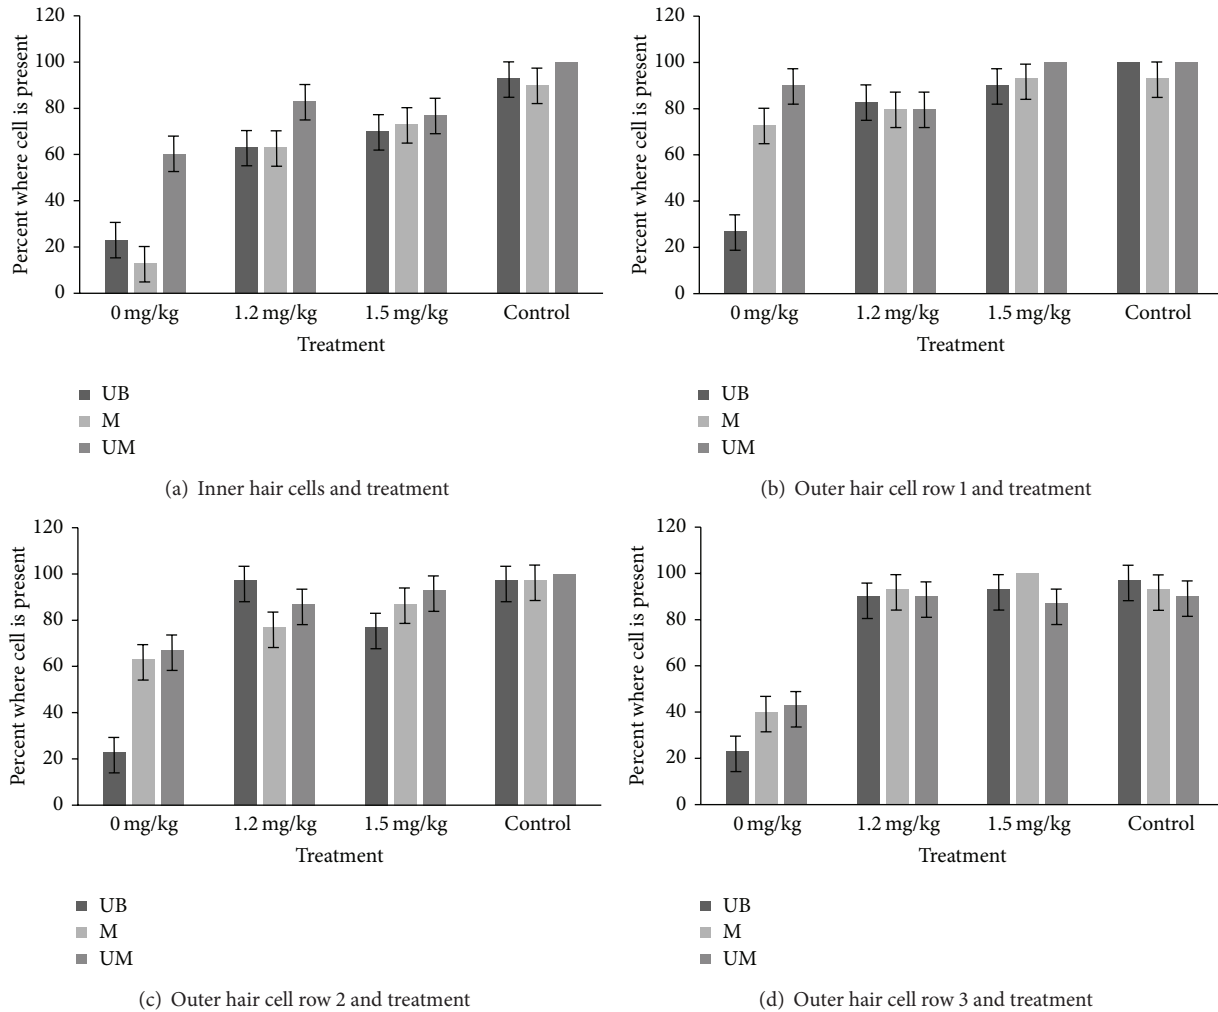 120
100
80
60
40
20
0
Percent where cell is present
0 mg/kg 1.2 mg/kg 1.5 mg/kg Control
Treatment
UB
M
UM
(a) Inner hair cells and treatment
120
100
80
60
40
20
0
Percent where cell is present
0 mg/kg 1.2 mg/kg 1.5 mg/kg Control
Treatment
UB
M
UM
(b) Outer hair cell row 1 and treatment
120
100
80
60
40
20
0
Percent where cell is present
0 mg/kg 1.2 mg/kg 1.5 mg/kg Control
Treatment
UB
M
UM
(c) Outer hair cell row 2 and treatment
120
100
80
60
40
20
0
Percent where cell is present
0 mg/kg 1.2 mg/kg 1.5 mg/kg Control
Treatment
UB
M
UM
(d) Outer hair cell row 3 and treatment